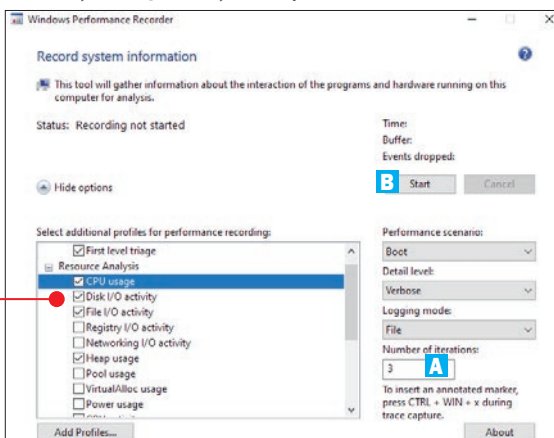 Windows Performance Recorder
Record system information
This tool will gather information about the interaction of the programs and hardware running on this
computer for analysis.
Status: Recording not started
Time:
Buffer:
Events dropped:
B
Start
Cancel
Hide options
Select additional profiles for performance recording:
First level triage
Resource Analysis
CPU usage
Disk I/O activity
File I/O activity
Registry I/O activity
Networking I/O activity
Heap usage
Pool usage
VirtualAlloc usage
Power usage
Add Profiles...
Performance scenario:
Boot
Detail level:
Verbose
Logging mode:
File
Number of iterations:
3
A
To insert an annotated marker,
press CTRL + WIN + x during
trace capture.
About